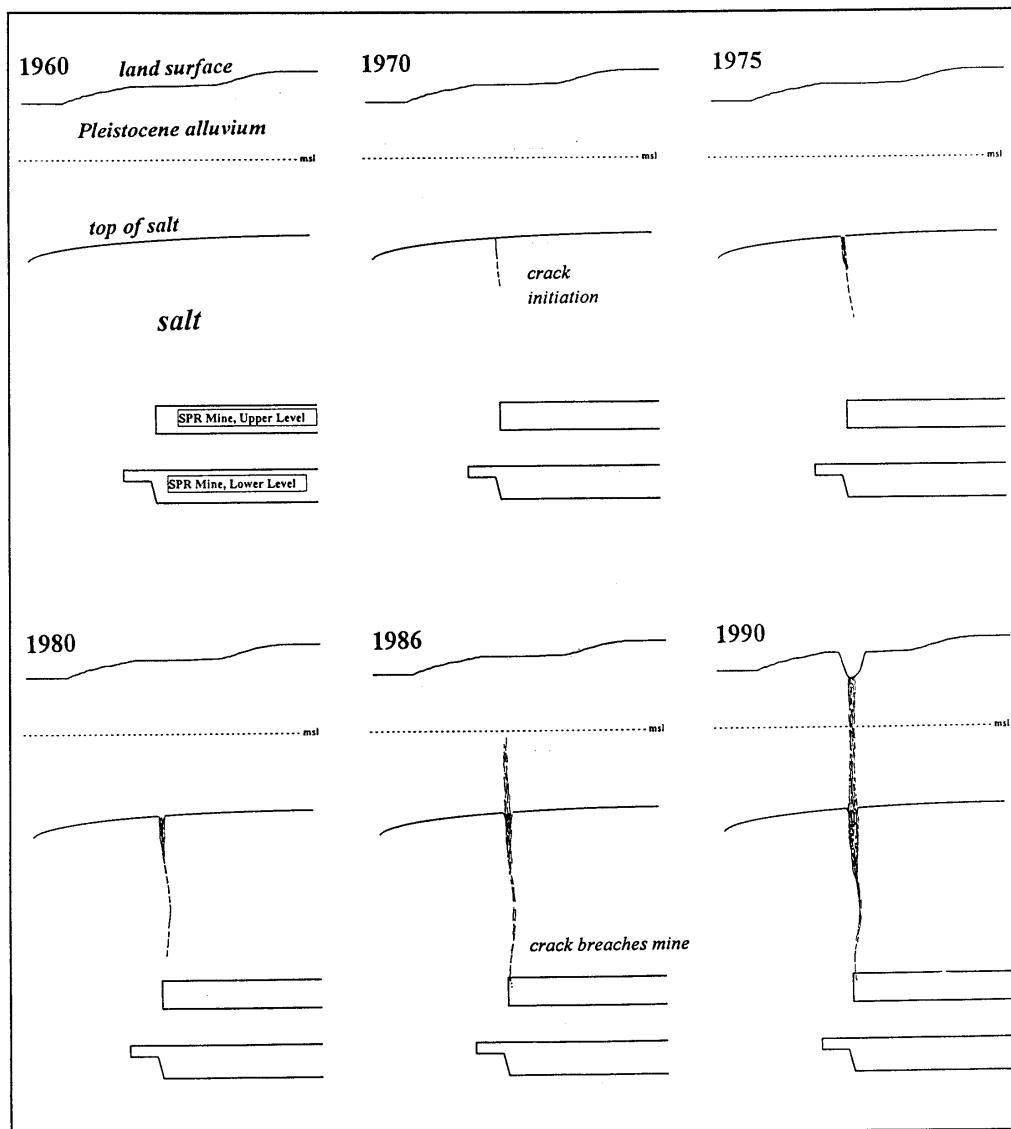 1960
land surface
Pleistocene alluvium
msl
top of salt
salt
SPR Mine, Upper Level
SPR Mine, Lower Level
1970
msl
crack
initiation
1975
msl
1980
msl
1986
msl
crack breaches mine
1990
msl